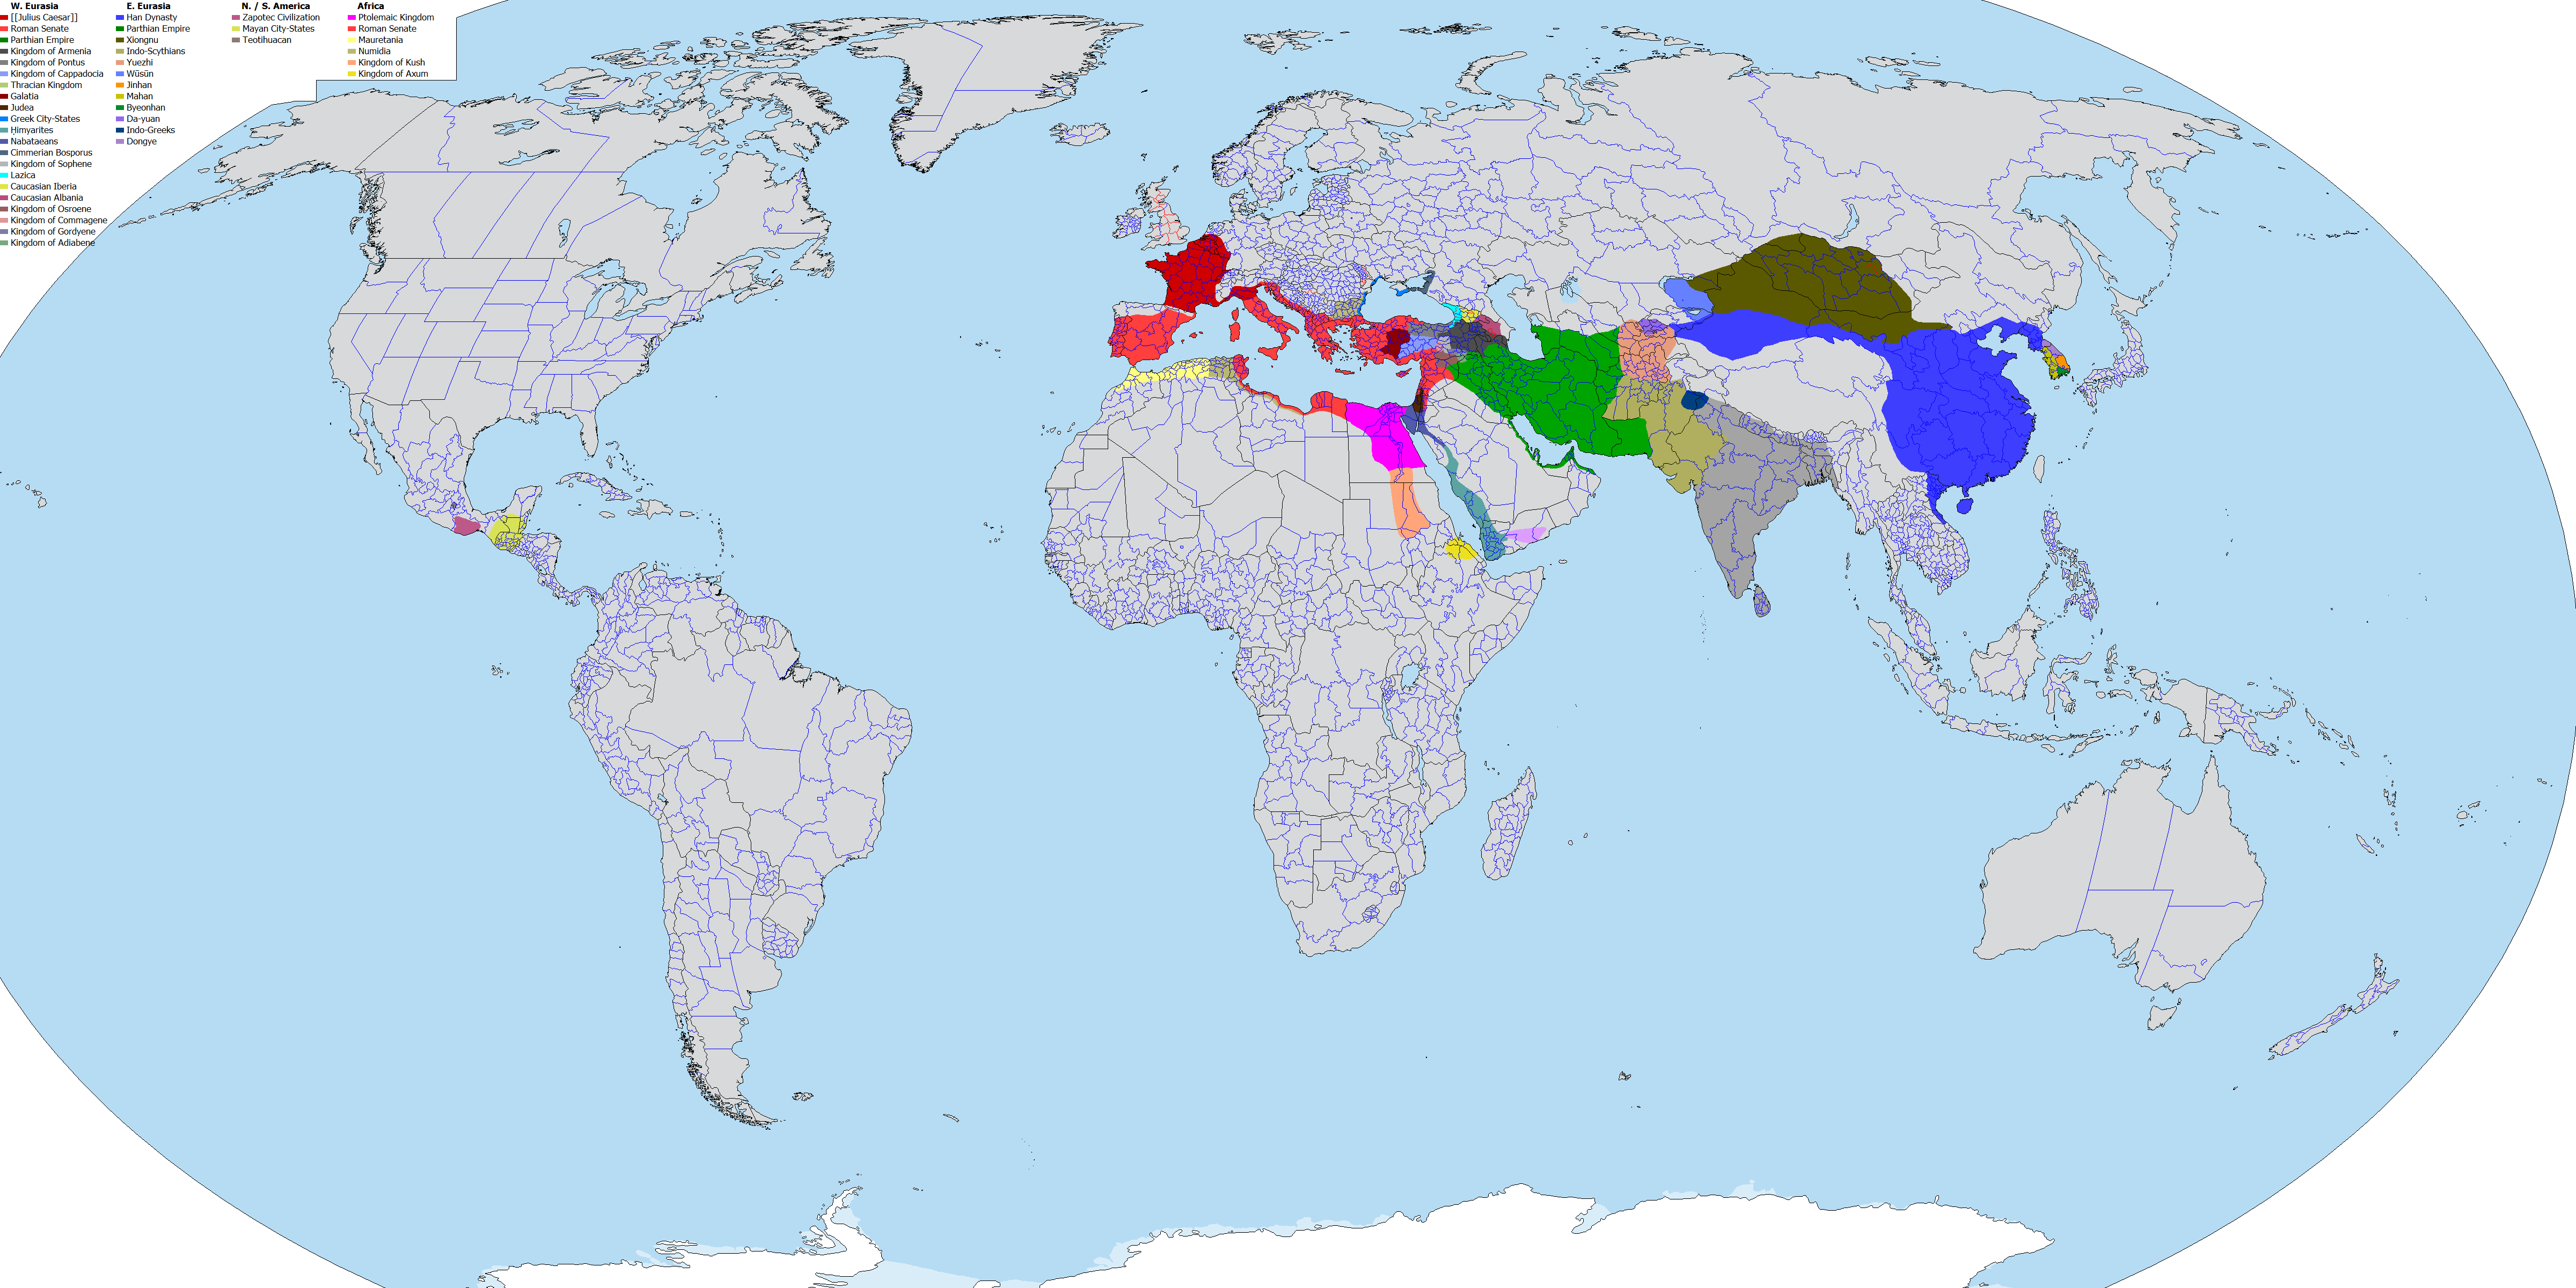 W. Eurasia
[[Julius Caesar]]
Roman Senate
Parthian Empire
Kingdom of Armenia
Kingdom of Pontus
Kingdom of Cappadocia
Thracian Kingdom
Galatia
Judea
Greek City-States
Himyarites
Nabataeans
Cimmerian Bosporus
Kingdom of Sophene
Lazica
Caucasian Iberia
Caucasian Albania
Kingdom of Osroene
Kingdom of Commagene
Kingdom of Gordyene
Kingdom of Adiabene
E. Eurasia
Han Dynasty
Parthian Empire
Xiongnu
Indo-Scythians
Yuezhi
Wüsün
Jinhan
Mahan
Byeonhan
Da-yuan
Indo-Greeks
Dongye
N. / S. America
Zapotec Civilization
Mayan City-States
Teotihuacan
Africa
Ptolemaic Kingdom
Roman Senate
Mauretania
Numidia
Kingdom of Kush
Kingdom of Axum